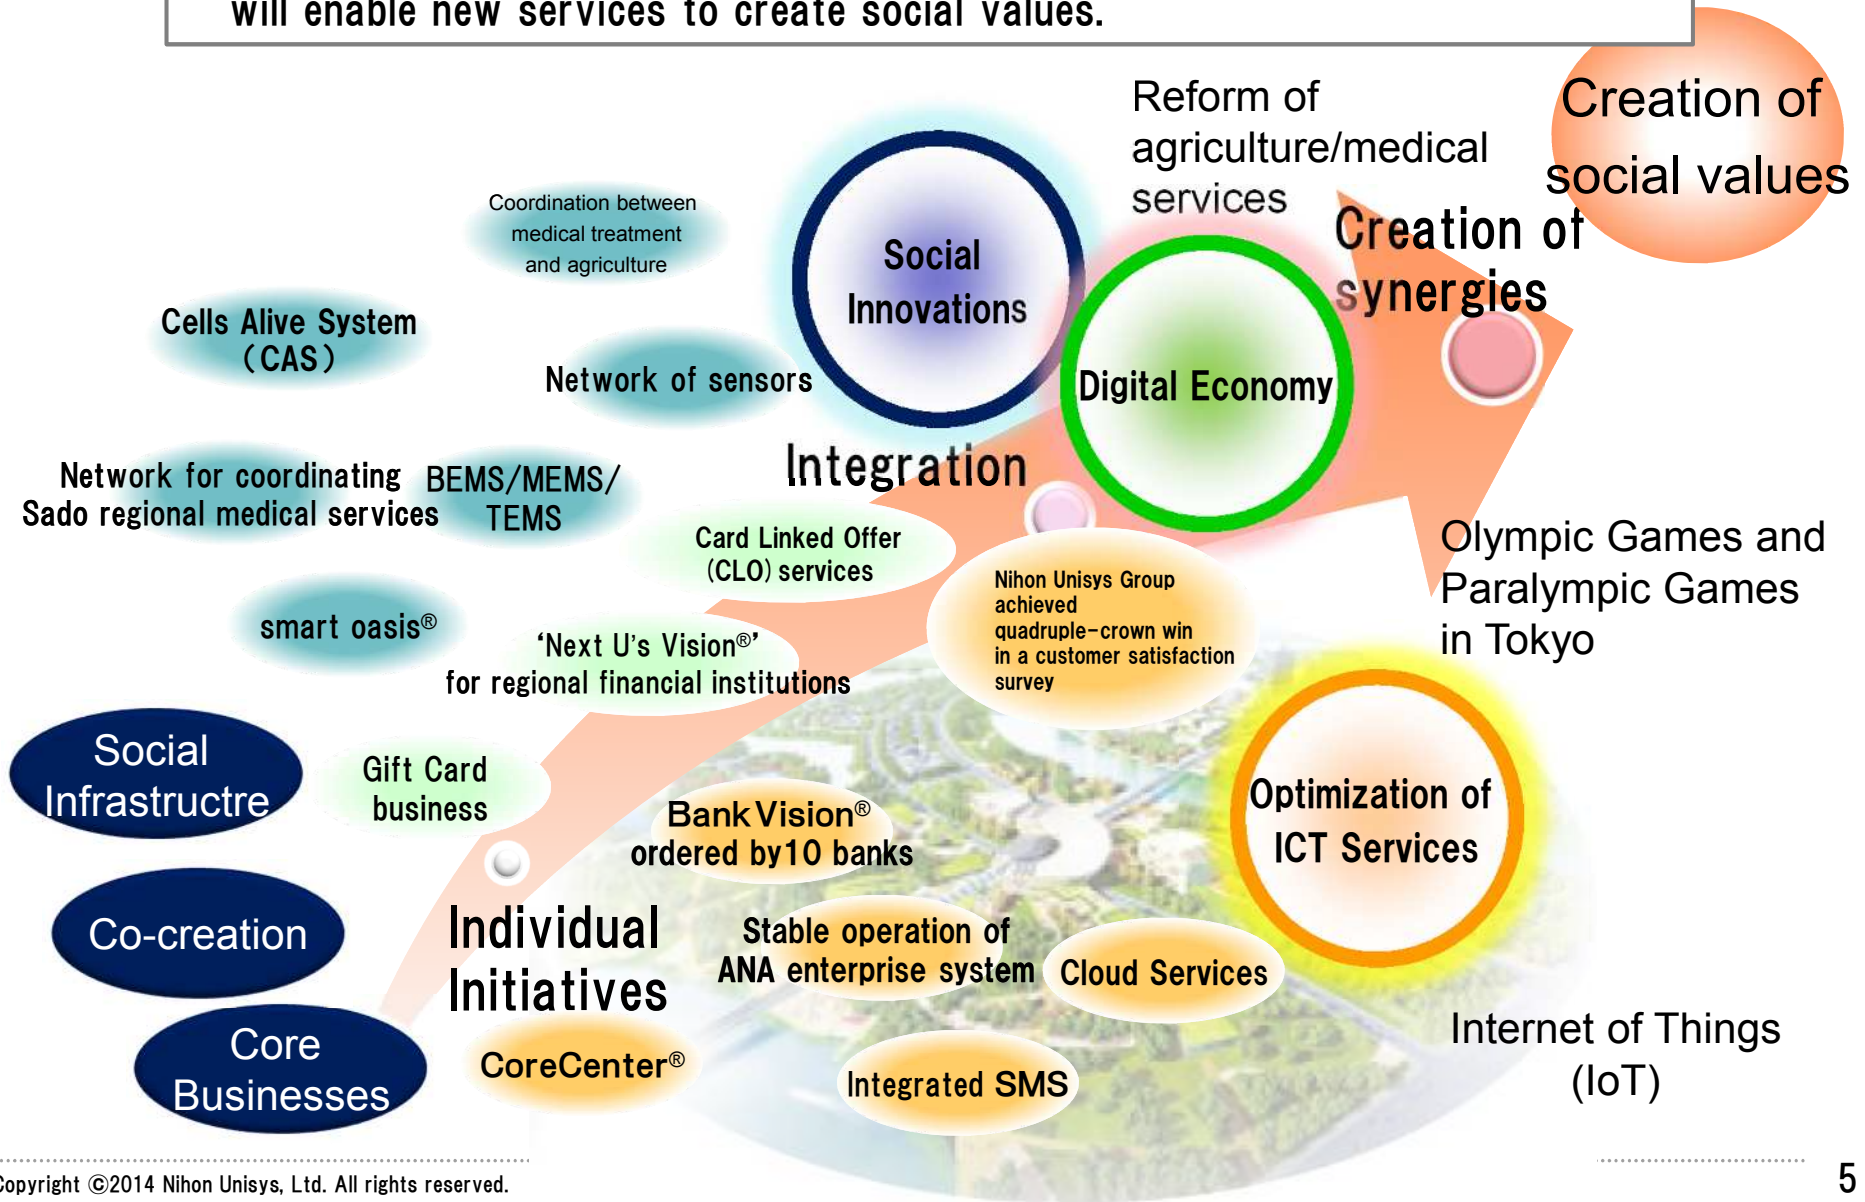 will enable new services to create social values.
Creation of
social values
Reform of
agriculture/medical
services
Creation of
synergies
Coordination between
medical treatment
and agriculture
Social
Innovations
Cells Alive System
(CAS)
Network of sensors
Digital Economy
Integration
Network for coordinating
Sado regional medical services
BEMS/MEMS/
TEMS
Card Linked Offer
(CLO) services
Olympic Games and
Paralympic Games
in Tokyo
Nihon Unisys Group
achieved
quadruple-crown win
in a customer satisfaction
survey
smart oasis®
‘Next U's Vision®’
for regional financial institutions
Social
Infrastructre
Gift Card
business
BankVision®
ordered by10 banks
Optimization of
ICT Services
Co-creation
Individual
Initiatives
Stable operation of
ANA enterprise system
Cloud Services
Core
Businesses
CoreCenter®
Integrated SMS
Internet of Things
(IoT)
Copyright ©2014 Nihon Unisys, Ltd. All rights reserved.
5